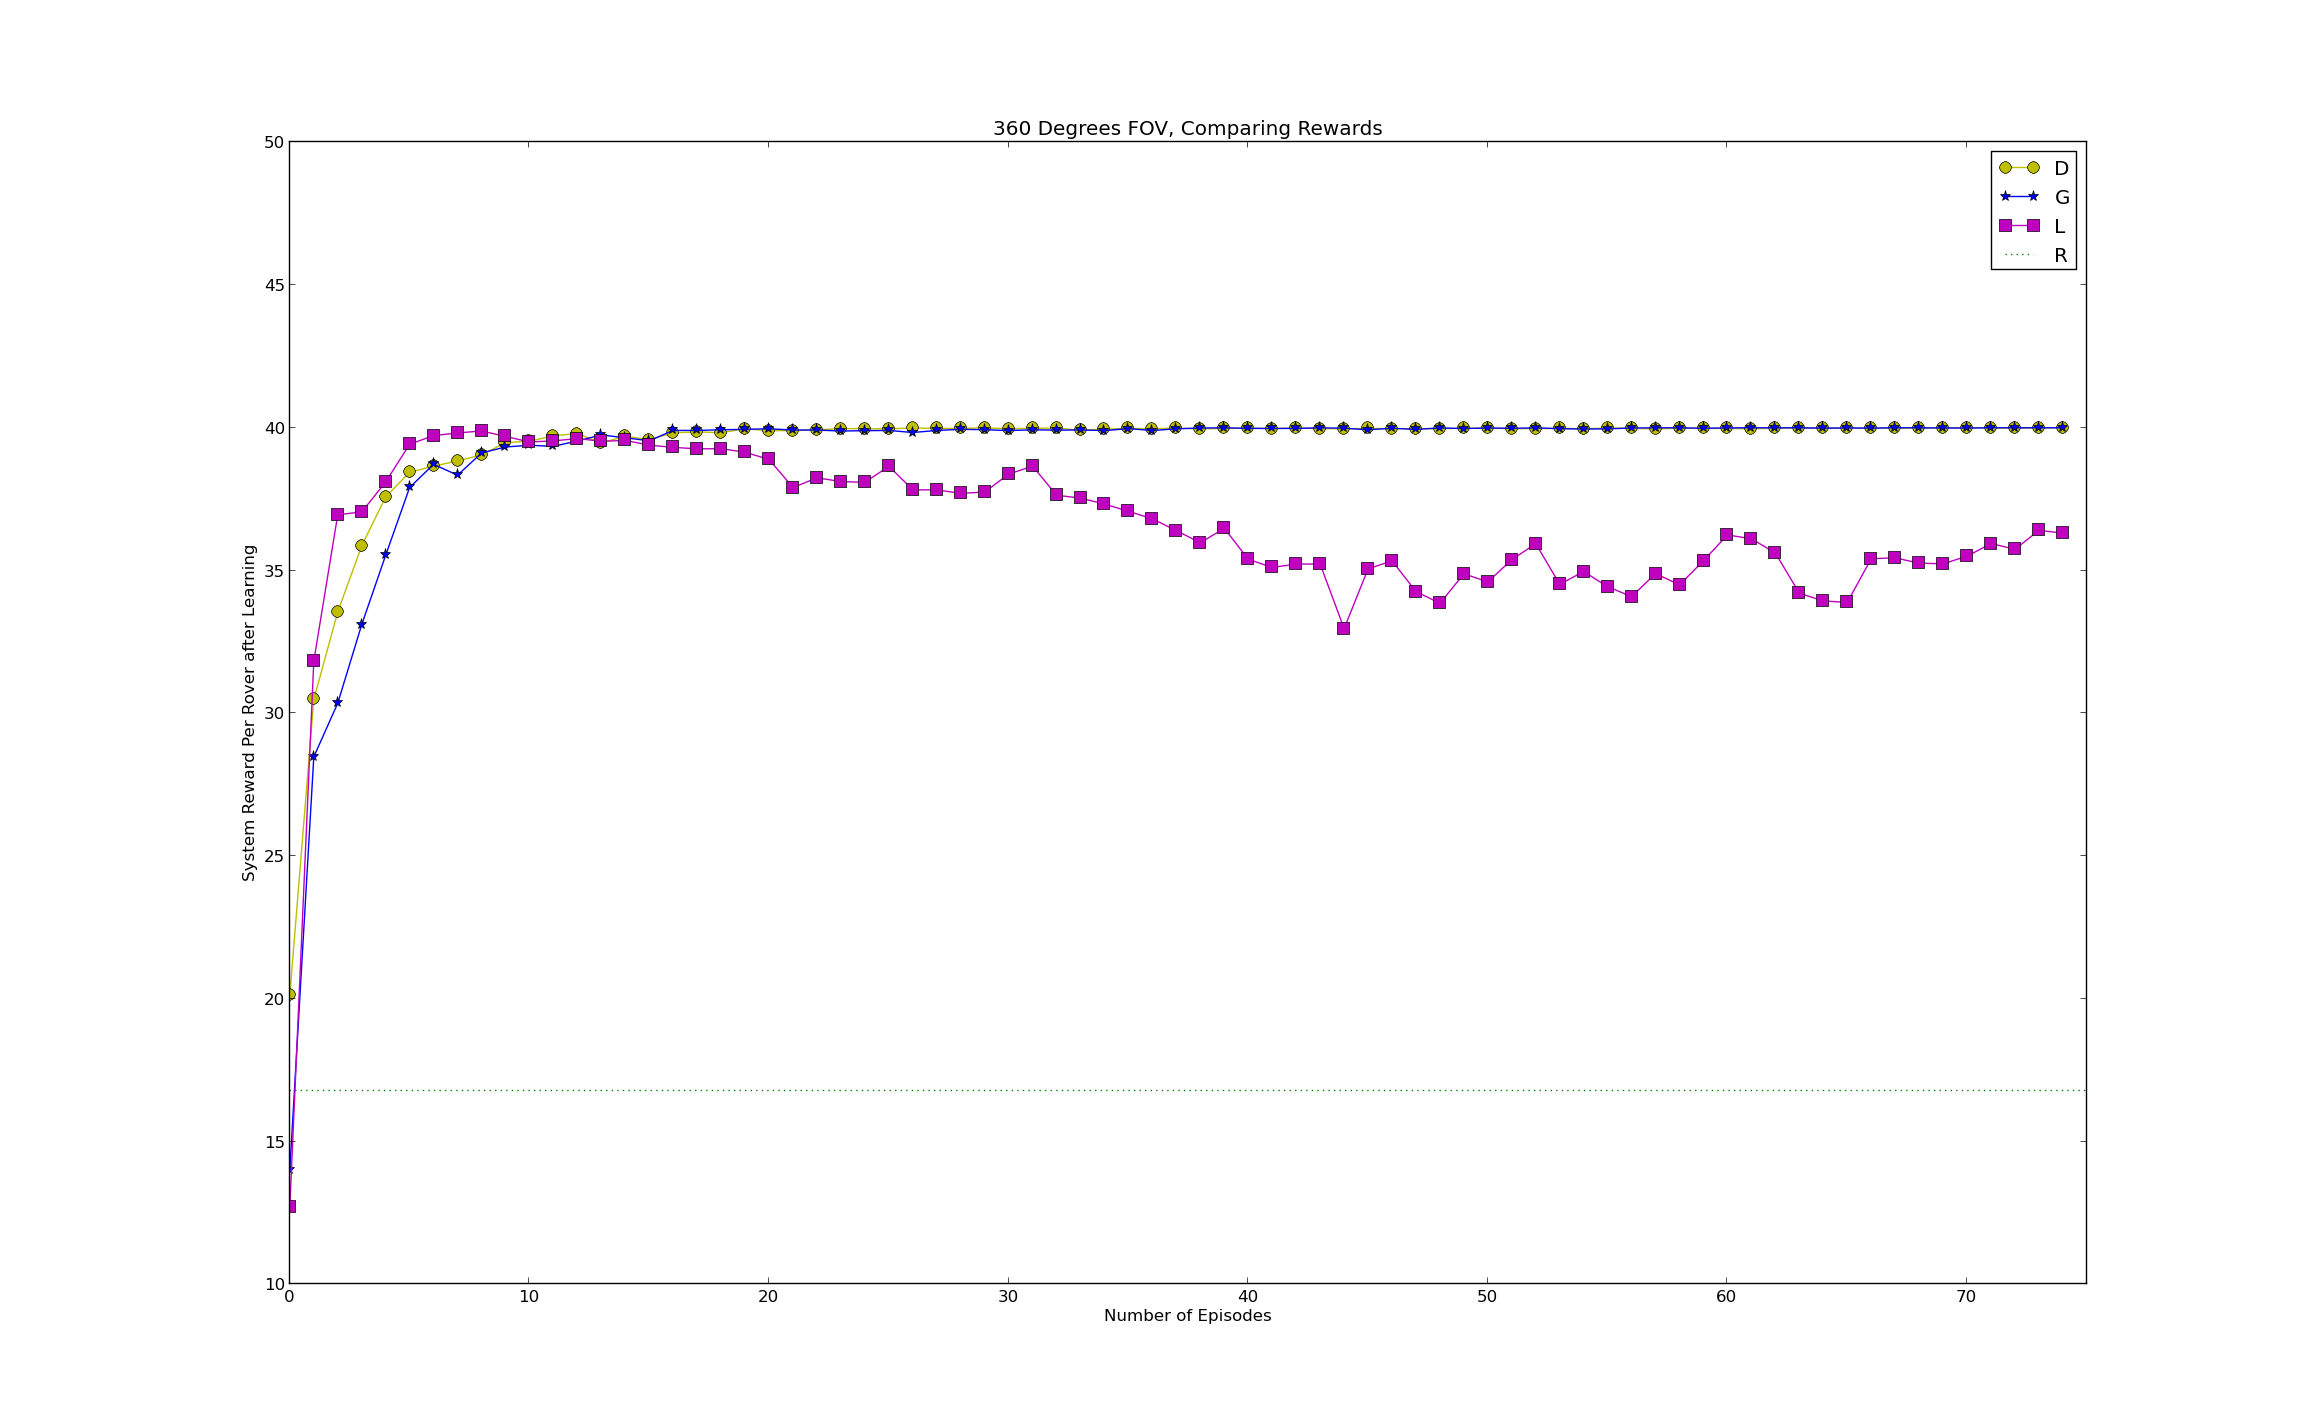 360 Degrees FOV, Comparing Rewards
50
45
40
35
30
25
20
15
10
System Reward Per Rover after Learning
D
G
L
R
0 10 20 30 40 50 60 70
Number of Episodes